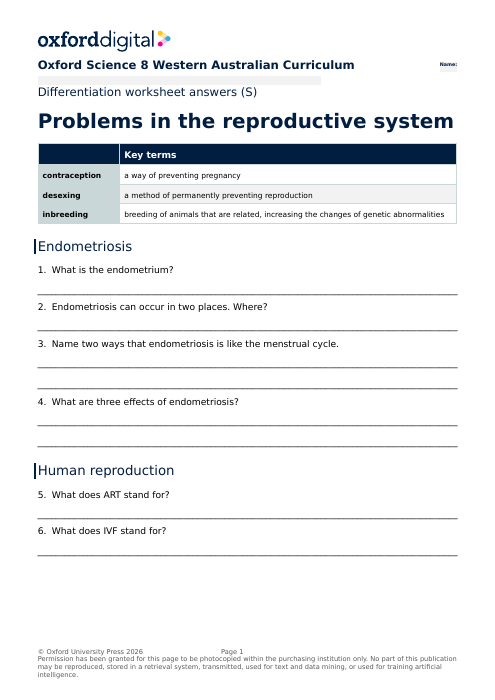 oxforddigital
Oxford Science 8 Western Australian Curriculum
Name:
Differentiation worksheet answers (S)
Problems in the reproductive system
Key terms
contraception a way of preventing pregnancy
desexing a method of permanently preventing reproduction
inbreeding breeding of animals that are related, increasing the changes of genetic abnormalities
Endometriosis
1. What is the endometrium?
2. Endometriosis can occur in two places. Where?
3. Name two ways that endometriosis is like the menstrual cycle.
4. What are three effects of endometriosis?
Human reproduction
5. What does ART stand for?
6. What does IVF stand for?
© Oxford University Press 2026 Page 1
Permission has been granted for this page to be photocopied within the purchasing institution only. No part of this publication
may be reproduced, stored in a retrieval system, transmitted, used for text and data mining, or used for training artificial
intelligence.